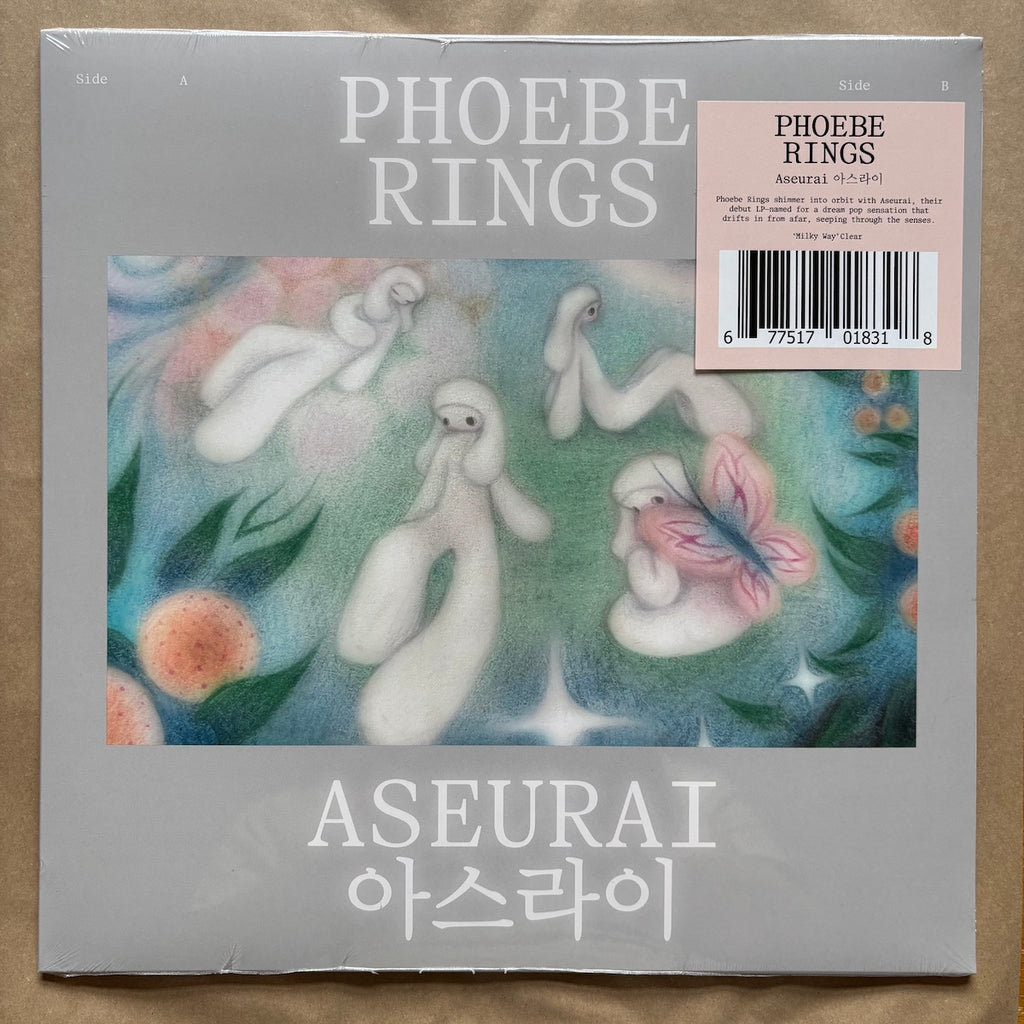 Side A
Side B
PHOEBE
RINGS
PHOEBE
RINGS
Aseurai 아스라이
Phoebe Rings shimmer into orbit with Aseurai, their
debut LP—named for a dream pop sensation that
drifts in from afar, seeping through the senses.
'Milky Way'Clear
6 77517 01831 8
ASEURAI
아스라이